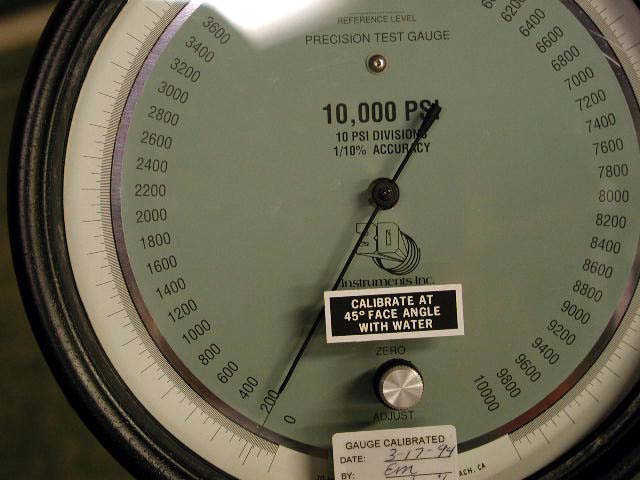 REFERENCE LEVEL
PRECISION TEST GAUGE
10,000 PSI
10 PSI DIVISIONS
1/10% ACCURACY
3D
Instruments Inc.
CALIBRATE AT
45° FACE ANGLE
WITH WATER
ZERO
ADJUST
0
200
400
600
800
1000
1200
1400
1600
1800
2000
2200
2400
2600
2800
3000
3200
3400
3600
6200
6400
6600
6800
7000
7200
7400
7600
7800
8000
8200
8400
8600
8800
9000
9200
9400
9600
9800
10000
GAUGE CALIBRATED
DATE: 3-17-94
BY: Em
ACH, CA